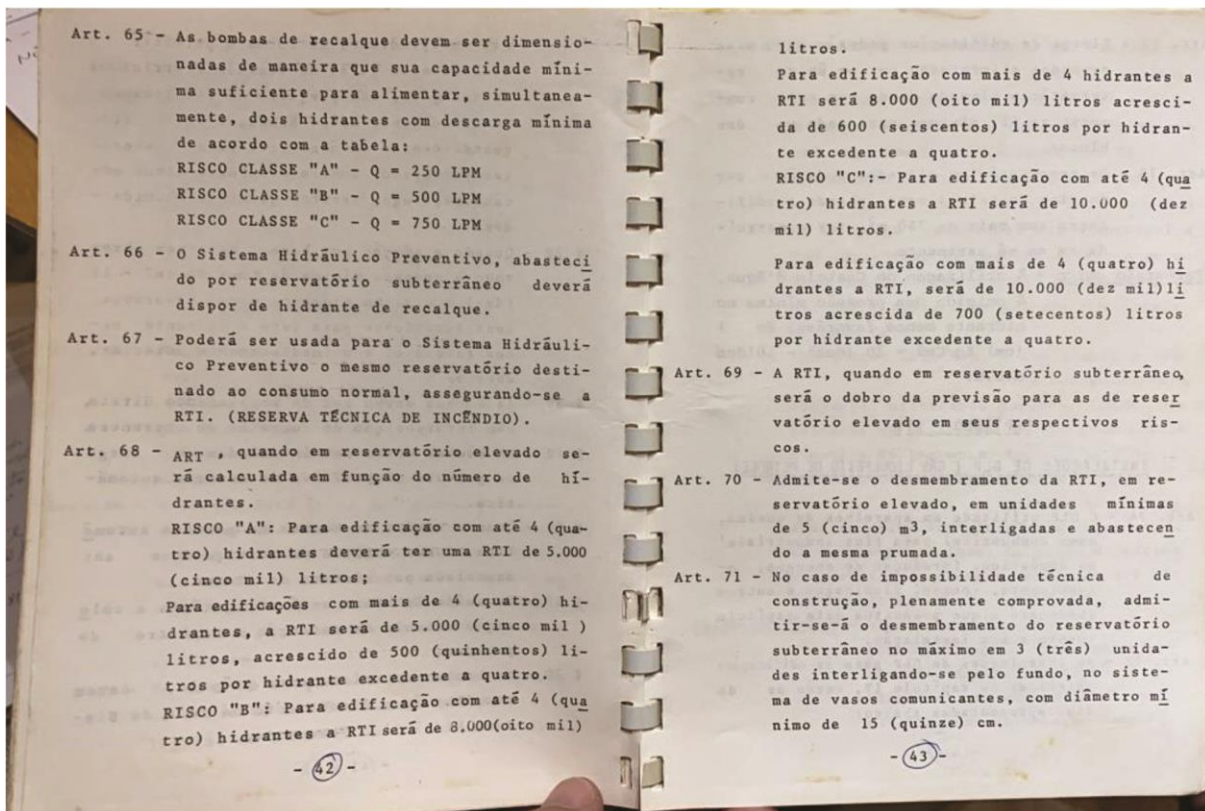 Art. 65 - As bombas de recalque devem ser dimensio-
nadas de maneira que sua capacidade míni-
ma suficiente para alimentar, simultanea-
mente, dois hidrantes com descarga mínima
de acordo com a tabela:
RISCO CLASSE "A" - Q = 250 LPM
RISCO CLASSE "B" - Q = 500 LPM
RISCO CLASSE "C" - Q = 750 LPM
Art. 66 - O Sistema Hidráulico Preventivo, abasteci
do por reservatório subterrâneo deverá
dispor de hidrante de recalque.
Art. 67 - Poderá ser usada para o Sistema Hidráuli-
co Preventivo o mesmo reservatório desti-
nado ao consumo normal, assegurando-se a
RTI. (RESERVA TÉCNICA DE INCÊNDIO).
Art. 68 - ART , quando em reservatório elevado se-
rá calculada em função do número de hí-
drantes.
RISCO "A": Para edificação com até 4 (qua-
tro) hidrantes deverá ter uma RTI de 5.000
(cinco mil) litros;
Para edificações com mais de 4 (quatro) hi-
drantes, a RTI será de 5.000 (cinco mil )
litros, acrescido de 500 (quinhentos) li-
tros por hidrante excedente a quatro.
RISCO "B": Para edificação com até 4 (qua
tro) hidrantes a RTI será de 8.000(oito mil)
- 42 -
litros.
Para edificação com mais de 4 hidrantes a
RTI será 8.000 (oito mil) litros acresci-
da de 600 (seiscentos) litros por hidran-
te excedente a quatro.
RISCO "C":- Para edificação com até 4 (qua
tro) hidrantes a RTI será de 10.000 (dez
mil) litros.
Para edificação com mais de 4 (quatro) hi
drantes a RTI, será de 10.000 (dez mil)li
tros acrescida de 700 (setecentos) litros
por hidrante excedente a quatro.
Art. 69 - A RTI, quando em reservatório subterrâneo,
será o dobro da previsão para as de reser
vatório elevado em seus respectivos ris-
cos.
Art. 70 - Admite-se o desmembramento da RTI, em re-
servatório elevado, em unidades mínimas
de 5 (cinco) m3, interligadas e abastecen
do a mesma prumada.
Art. 71 - No caso de impossibilidade técnica de
construção, plenamente comprovada, admi-
tir-se-á o desmembramento do reservatório
subterrâneo no máximo em 3 (três) unida-
des interligando-se pelo fundo, no siste-
ma de vasos comunicantes, com diâmetro mí
nimo de 15 (quinze) cm.
- 43 -